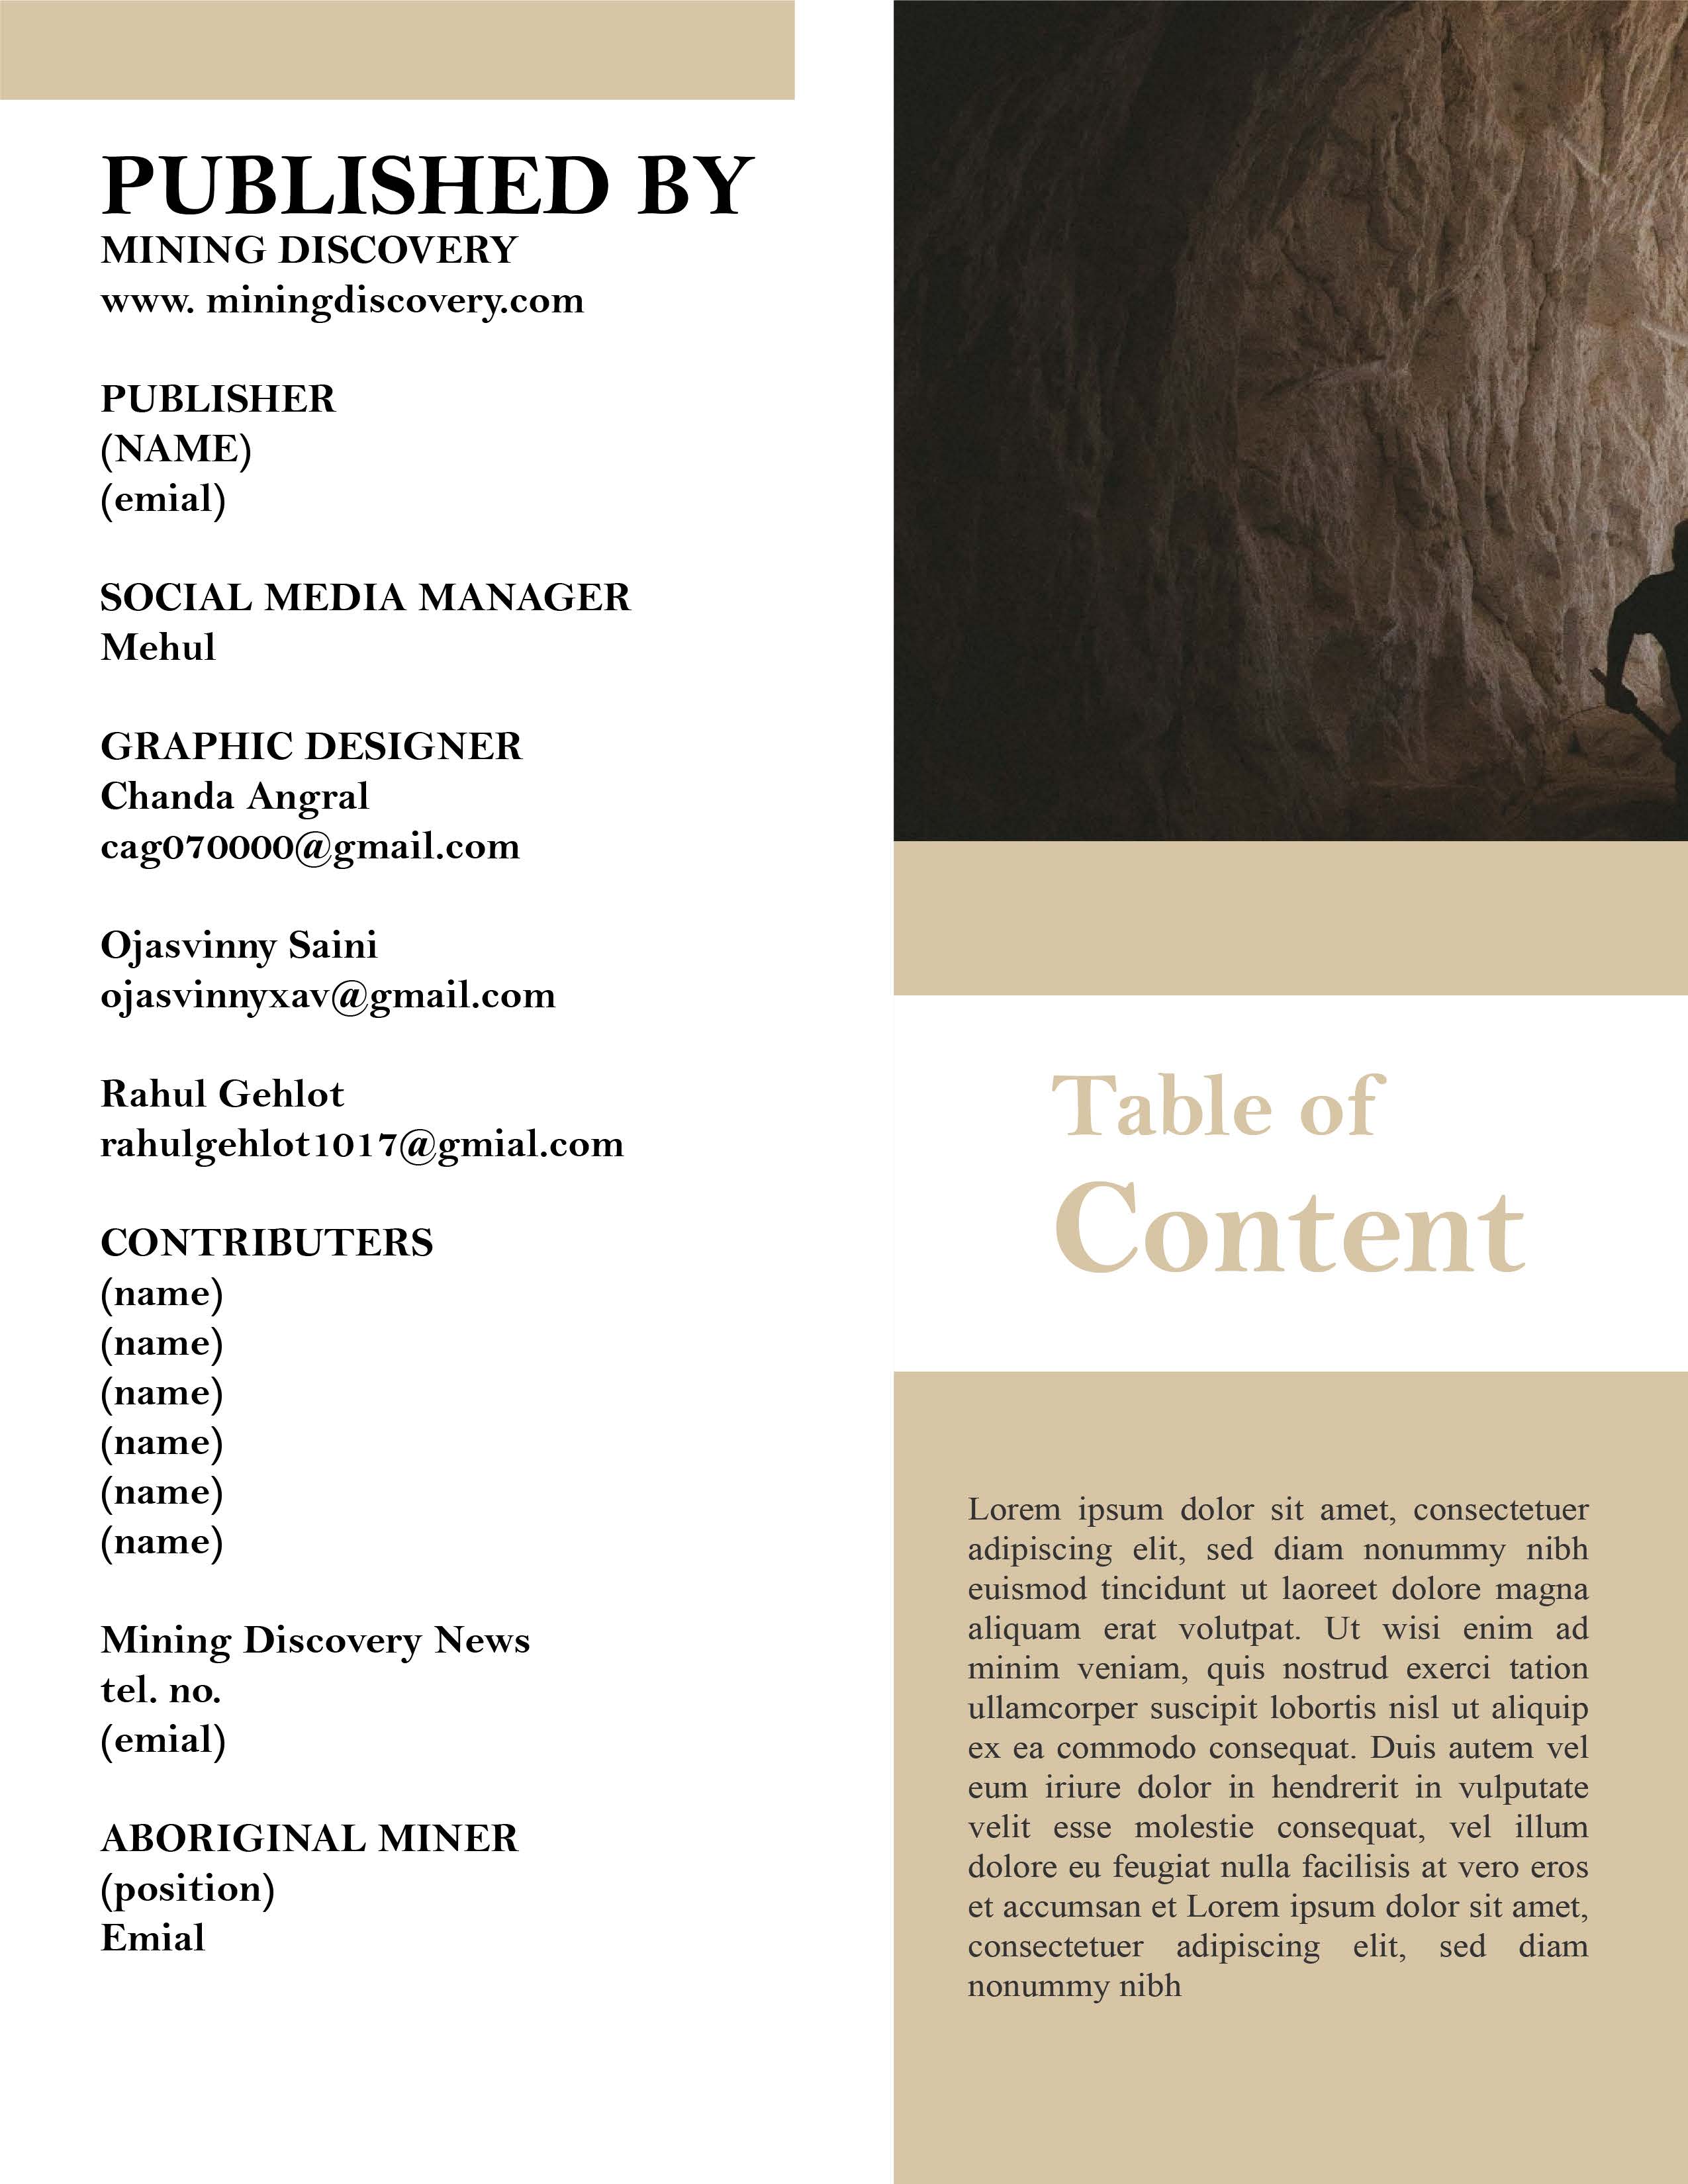 PUBLISHED BY
MINING DISCOVERY
www. miningdiscovery.com
PUBLISHER
(NAME)
(emial)
SOCIAL MEDIA MANAGER
Mehul
GRAPHIC DESIGNER
Chanda Angral
cag070000@gmail.com
Ojasvinny Saini
ojasvinnyxav@gmail.com
Rahul Gehlot
rahulgehlot1017@gmial.com
CONTRIBUTERS
(name)
(name)
(name)
(name)
(name)
(name)
Mining Discovery News
tel. no.
(emial)
ABORIGINAL MINER
(position)
Emial
Table of
Content
Lorem ipsum dolor sit amet, consectetuer
adipiscing elit, sed diam nonummy nibh
euismod tincidunt ut laoreet dolore magna
aliquam erat volutpat. Ut wisi enim ad
minim veniam, quis nostrud exerci tation
ullamcorper suscipit lobortis nisl ut aliquip
ex ea commodo consequat. Duis autem vel
eum iriure dolor in hendrerit in vulputate
velit esse molestie consequat, vel illum
dolore eu feugiat nulla facilisis at vero eros
et accumsan et Lorem ipsum dolor sit amet,
consectetuer adipiscing elit, sed diam
nonummy nibh